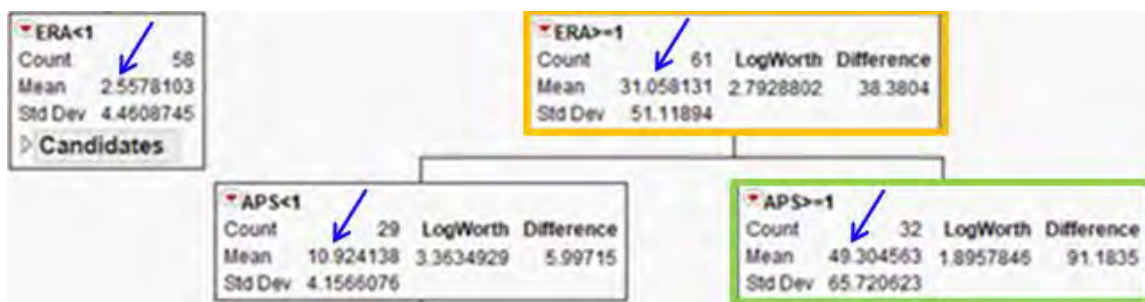 ERA<1
Count 58
Mean 2.5578103
Std Dev 4.4608745
Candidates
ERA>=1
Count 61 LogWorth Difference
Mean 31.058131 2.7928802 38.3804
Std Dev 51.11894
APS<1
Count 29 LogWorth Difference
Mean 10.924138 3.3634929 5.99715
Std Dev 4.1566076
APS>=1
Count 32 LogWorth Difference
Mean 49.304563 1.8957846 91.1835
Std Dev 65.720623